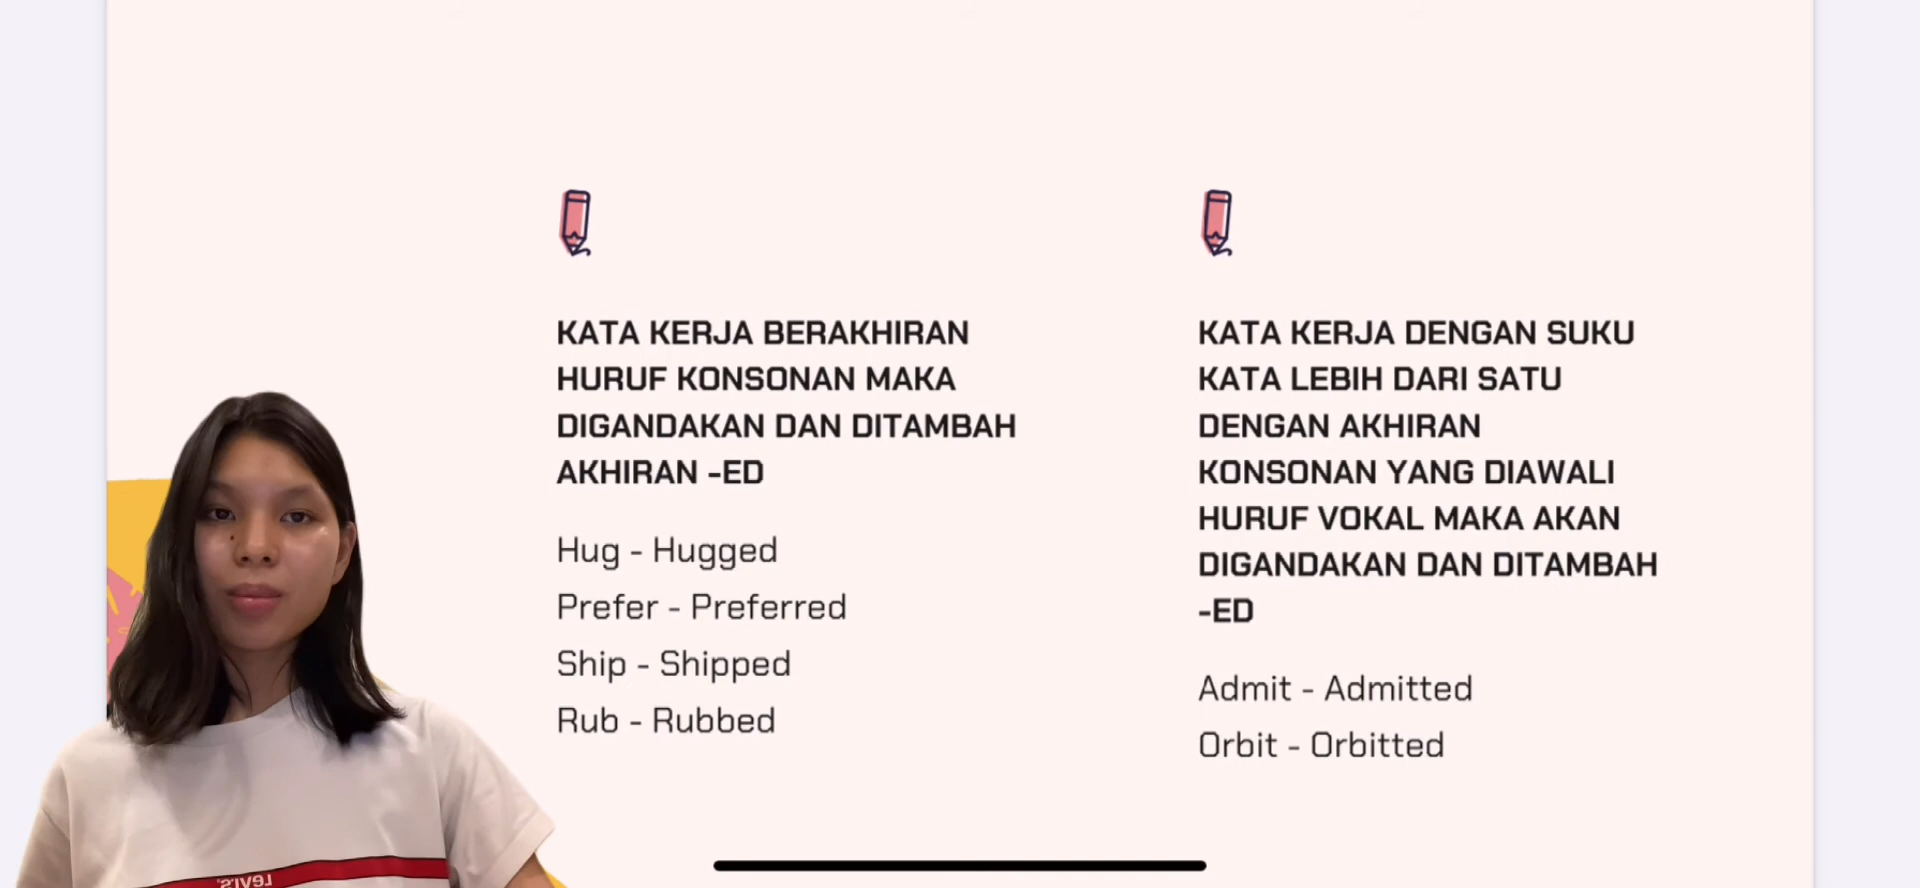 KATA KERJA BERAKHIRAN
HURUF KONSONAN MAKA
DIGANDAKAN DAN DITAMBAH
AKHIRAN -ED
Hug - Hugged
Prefer - Preferred
Ship - Shipped
Rub - Rubbed
KATA KERJA DENGAN SUKU
KATA LEBIH DARI SATU
DENGAN AKHIRAN
KONSONAN YANG DIAWALI
HURUF VOKAL MAKA AKAN
DIGANDAKAN DAN DITAMBAH
-ED
Admit - Admitted
Orbit - Orbitted
Levi's